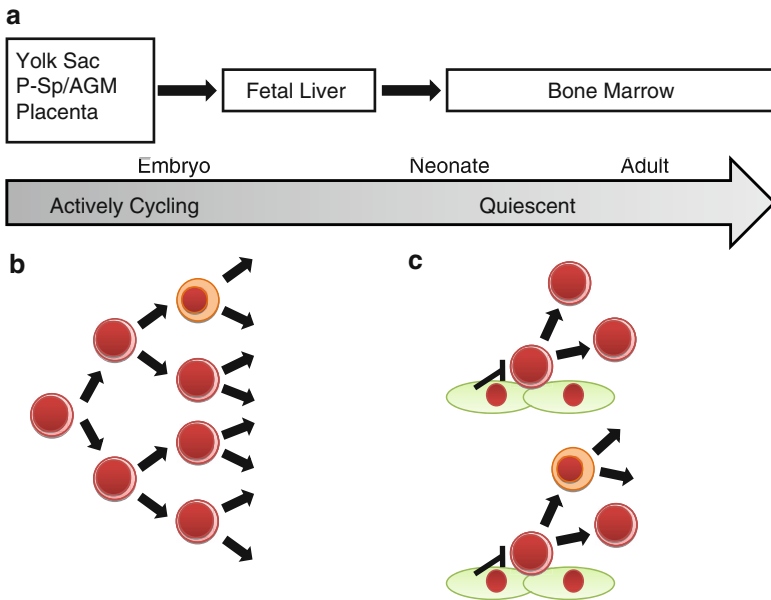 a
Yolk Sac
P-Sp/AGM
Placenta
Fetal Liver
Bone Marrow
Embryo
Neonate
Adult
Actively Cycling
Quiescent
b
c